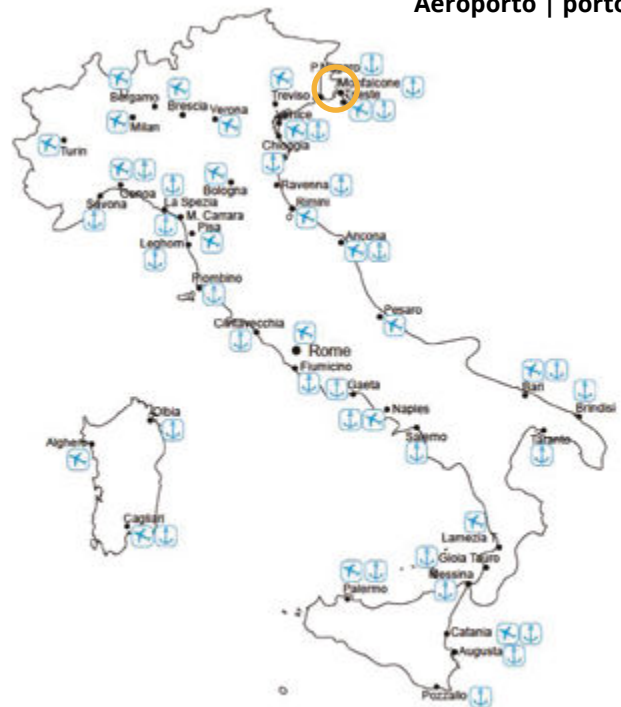 Aeroporto | porto
Monfalcone
Trieste
Treviso
Bergamo
Brescia
Verona
Venice
Milan
Turin
Chioggia
Bologna
Genoa
Savona
La Spezia
Ravenna
M. Carrara
Rimini
Pisa
Leghorn
Ancona
Piombino
Pesaro
Civitavecchia
Rome
Fiumicino
Gaeta
Bari
Naples
Brindisi
Olbia
Salerno
Taranto
Alghero
Cagliari
Lamezia T.
Gioia Tauro
Messina
Palermo
Catania
Augusta
Pozzallo